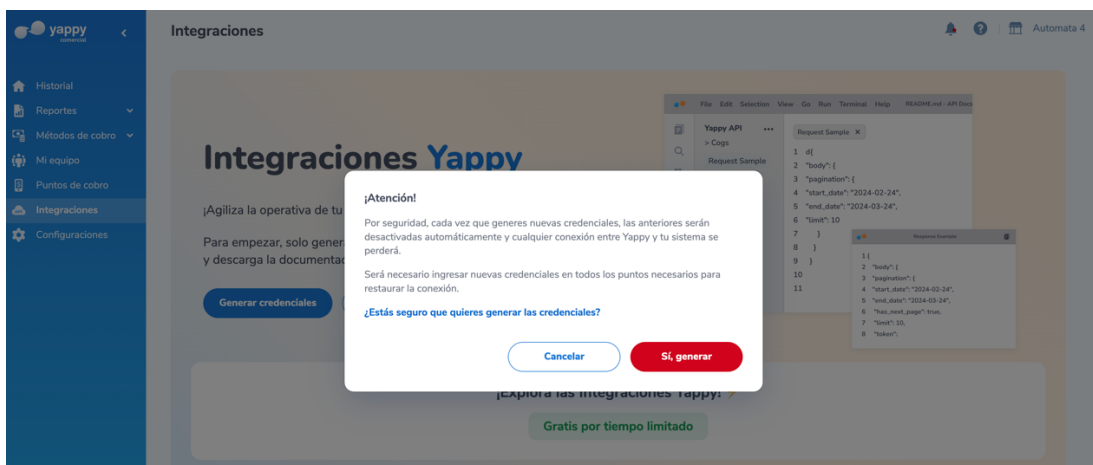 yappy
comercial
Integraciones
Automata 4
Historial
Reportes
Métodos de cobro
Mi equipo
Puntos de cobro
Integraciones
Configuraciones
Integraciones Yappy
¡Agiliza la operativa de tu
Para empezar, solo gener
y descarga la documentac
Generar credenciales
File Edit Selection View Go Run Terminal Help README.md - API Docs
Yappy API
> Cogs
Request Sample
Request Sample X
1 d{
2 "body": {
3 "pagination": {
4 "start_date": "2024-02-24",
5 "end_date": "2024-03-24",
6 "limit": 10
7 }
8 }
9 }
10
11
Response Example
1 {
2 "body": {
3 "pagination": {
4 "start_date": "2024-02-24",
5 "end_date": "2024-03-24",
6 "has_next_page": true,
7 "limit": 10,
8 "token":
¡Atención!
Por seguridad, cada vez que generes nuevas credenciales, las anteriores serán
desactivadas automáticamente y cualquier conexión entre Yappy y tu sistema se
perderá.
Será necesario ingresar nuevas credenciales en todos los puntos necesarios para
restaurar la conexión.
¿Estás seguro que quieres generar las credenciales?
Cancelar
Sí, generar
¡Explora las Integraciones Yappy!
Gratis por tiempo limitado